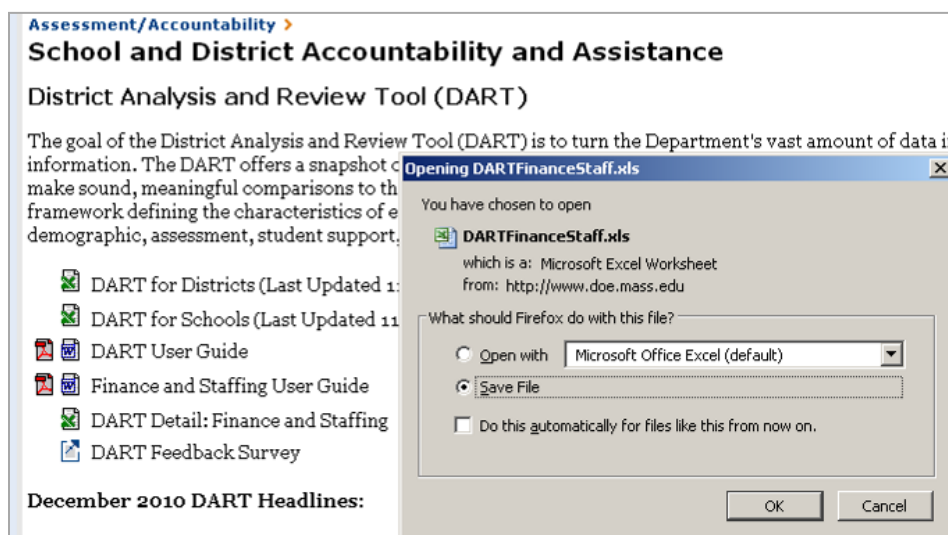 Assessment/Accountability >
School and District Accountability and Assistance
District Analysis and Review Tool (DART)
The goal of the District Analysis and Review Tool (DART) is to turn the Department's vast amount of data i
information. The DART offers a snapshot
make sound, meaningful comparisons to th
framework defining the characteristics of e
demographic, assessment, student support,
DART for Districts (Last Updated 1
DART for Schools (Last Updated 11
DART User Guide
Finance and Staffing User Guide
DART Detail: Finance and Staffing
DART Feedback Survey
December 2010 DART Headlines:
Opening DARTFinanceStaff.xls
You have chosen to open
DARTFinanceStaff.xls
which is a: Microsoft Excel Worksheet
from: http://www.doe.mass.edu
What should Firefox do with this file?
Open with Microsoft Office Excel (default)
Save File
Do this automatically for files like this from now on.
OK Cancel